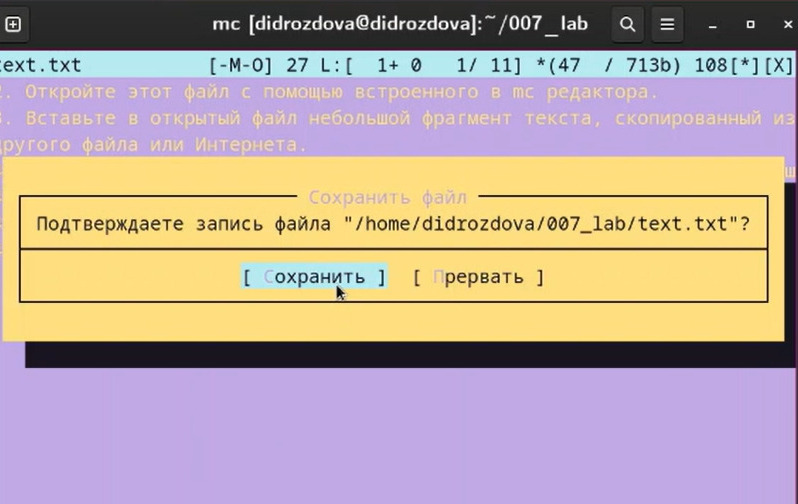 mc [didrozdova@didrozdova]:~/007_lab
text.txt [-M-O] 27 L:[ 1+ 0 1/ 11] *(47 / 713b) 108[*][X]
2. Откройте этот файл с помощью встроенного в mc редактора.
3. Вставьте в открытый файл небольшой фрагмент текста, скопированный из
другого файла или Интернета.
Сохранить файл
Подтверждаете запись файла "/home/didrozdova/007_lab/text.txt"?
[ Сохранить ] [ Прервать ]